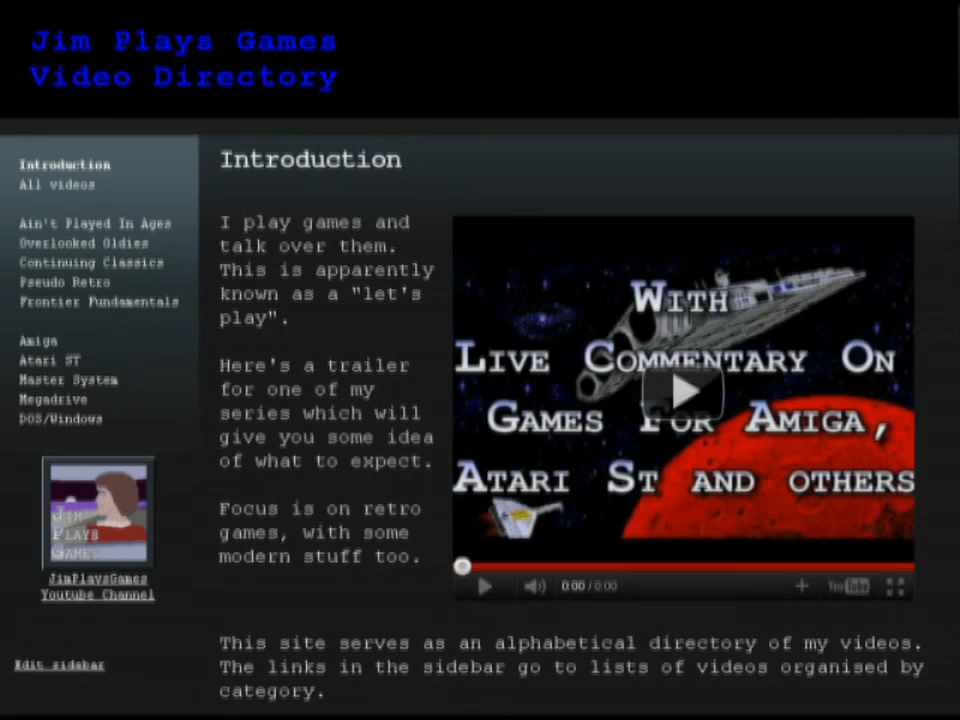 Jim Plays Games
Video Directory
Introduction
All videos
Ain't Played In Ages
Overlooked Oldies
Continuing Classics
Pseudo Retro
Frontier Fundamentals
Amiga
Atari ST
Master System
Megadrive
DOS/Windows
JIM
PLAYS
GAMES
JimPlaysGames
Youtube Channel
Edit sidebar
Introduction
I play games and
talk over them.
This is apparently
known as a "let's
play".
Here's a trailer
for one of my
series which will
give you some idea
of what to expect.
Focus is on retro
games, with some
modern stuff too.
WITH
LIVE COMMENTARY ON
GAMES FOR AMIGA,
ATARI ST AND OTHERS
0:00 / 0:00
YouTube
This site serves as an alphabetical directory of my videos.
The links in the sidebar go to lists of videos organised by
category.